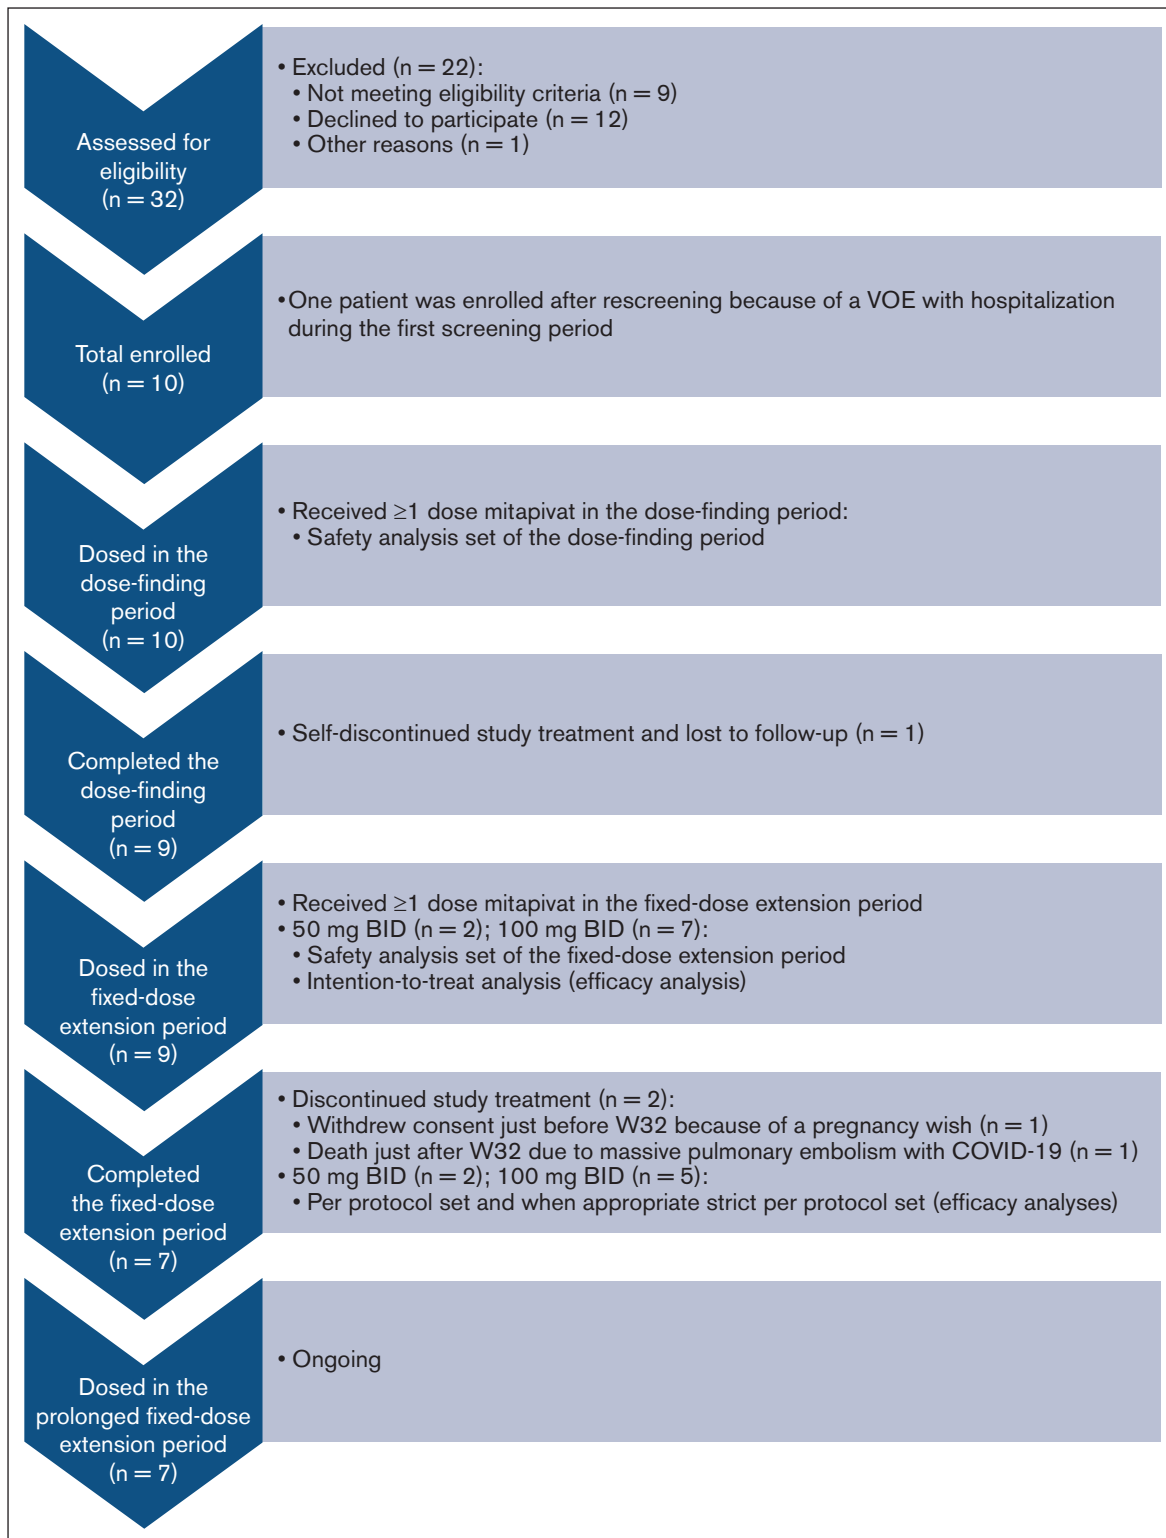 Assessed for
eligibility
(n = 32)
• Excluded (n = 22):
• Not meeting eligibility criteria (n = 9)
• Declined to participate (n = 12)
• Other reasons (n = 1)
Total enrolled
(n = 10)
• One patient was enrolled after rescreening because of a VOE with hospitalization
during the first screening period
Dosed in the
dose-finding
period
(n = 10)
• Received ≥1 dose mitapivat in the dose-finding period:
• Safety analysis set of the dose-finding period
Completed the
dose-finding
period
(n = 9)
• Self-discontinued study treatment and lost to follow-up (n = 1)
Dosed in the
fixed-dose
extension period
(n = 9)
• Received ≥1 dose mitapivat in the fixed-dose extension period
• 50 mg BID (n = 2); 100 mg BID (n = 7):
• Safety analysis set of the fixed-dose extension period
• Intention-to-treat analysis (efficacy analysis)
Completed
the fixed-dose
extension period
(n = 7)
• Discontinued study treatment (n = 2):
• Withdrew consent just before W32 because of a pregnancy wish (n = 1)
• Death just after W32 due to massive pulmonary embolism with COVID-19 (n = 1)
• 50 mg BID (n = 2); 100 mg BID (n = 5):
• Per protocol set and when appropriate strict per protocol set (efficacy analyses)
Dosed in the
prolonged fixed-dose
extension period
(n = 7)
• Ongoing